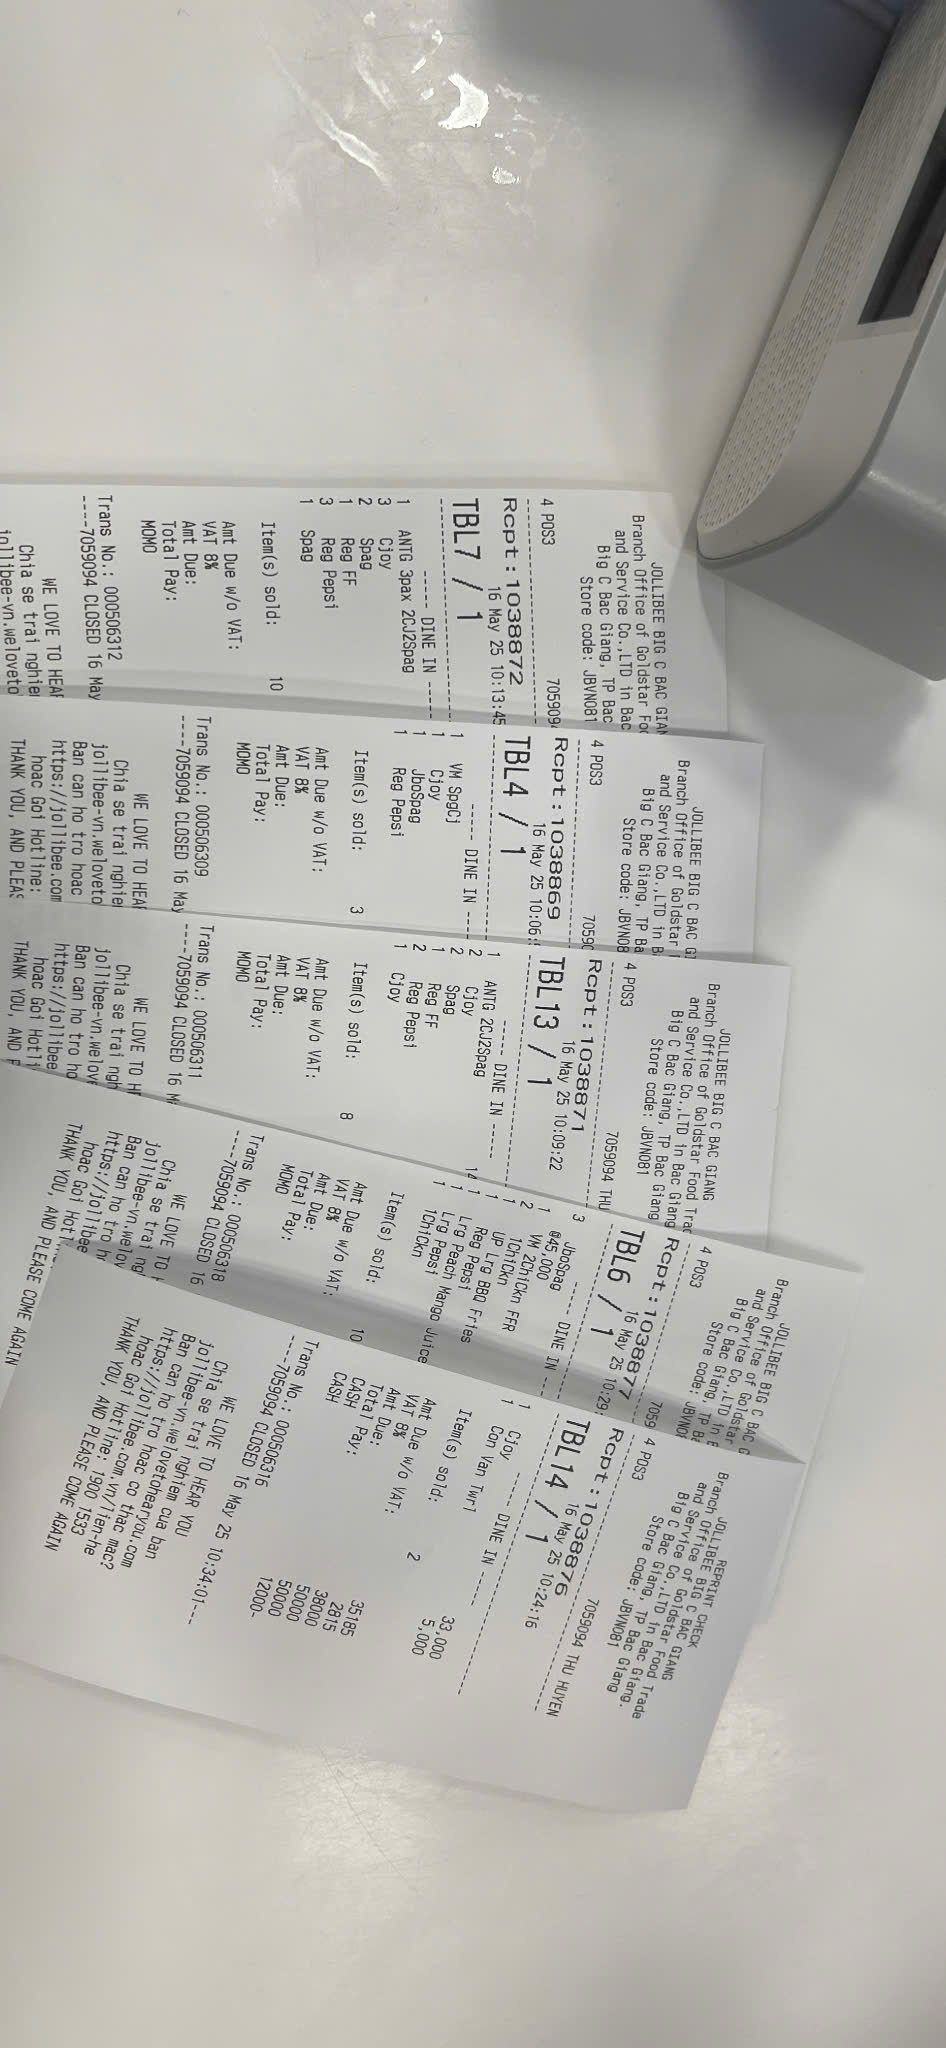 JOLLIBEE BIG C BAC GIAN
Branch Office of Goldstar Foo
and Service Co.,LTD in Bac
Big C Bac Giang, TP Bac
Store code: JBVN081
4 POS3 705909
Rcpt:1038872
16 May 25 10:13:45
TBL7 / 1
----- DINE IN -----
1 ANTG 3pax 2CJ2Spag
3 Cjoy
2 Spag
1 Reg FF
3 Reg Pepsi
1 Spag
Item(s) sold: 10
Amt Due w/o VAT:
VAT 8%
Amt Due:
Total Pay:
MOMO
Trans No.: 000506312
----7059094 CLOSED 16 May
WE LOVE TO HEAR
Chia se trai nghie
jollibee-vn.weloveto
JOLLIBEE BIG C BAC GI
Branch Office of Goldstar
and Service Co.,LTD in B
Big C Bac Giang, TP Ba
Store code: JBVN08
4 POS3 7059
Rcpt:1038869
16 May 25 10:06:
TBL4 / 1
----- DINE IN ----
1 VM SpgCj
1 Cjoy
1 JboSpag
1 Reg Pepsi
Item(s) sold: 3
Amt Due w/o VAT:
VAT 8%
Amt Due:
Total Pay:
MOMO
Trans No.: 000506309
----7059094 CLOSED 16 May
WE LOVE TO HEAR
Chia se trai nghie
jollibee-vn.weloveto
Ban can ho tro hoac
https://jollibee.com
hoac Goi Hotline:
THANK YOU, AND PLEAS
JOLLIBEE BIG C BAC GIANG
Branch Office of Goldstar Food Trad
and Service Co.,LTD in Bac Giang
Big C Bac Giang, TP Bac Giang
Store code: JBVN081
4 POS3 7059094 THU
Rcpt:1038871
16 May 25 10:09:22
TBL13 / 1
----- DINE IN -----
1 ANTG 2CJ2Spag 14
2 Cjoy
2 Spag
1 Reg FF
2 Reg Pepsi
1 Cjoy
Item(s) sold: 8
Amt Due w/o VAT:
VAT 8%
Amt Due:
Total Pay:
MOMO
Trans No.: 000506311
----7059094 CLOSED 16 M
WE LOVE TO H
Chia se trai ngh
jollibee-vn.welov
Ban can ho tro ho
https://jollibee
hoac Goi Hotli
THANK YOU, AND P
JOLLIBEE BIG C BAC G
Branch Office of Goldstar
and Service Co.,LTD in B
Big C Bac Giang, TP Ba
Store code: JBVN0
4 POS3 7059
Rcpt:1038877
16 May 25 10:29:
TBL6 / 1
----- DINE IN ---
3 JboSpag
@45,000
1 VM 2ChiCkn FFR
2 1ChiCkn
1 UP Lrg BBQ Fries
1 Reg Pepsi
1 Lrg Peach Mango Juice
1 Lrg Pepsi
1 1ChiCkn
Item(s) sold: 10
Amt Due w/o VAT:
VAT 8%
Amt Due:
Total Pay:
MOMO
Trans No.: 000506318
----7059094 CLOSED 16
WE LOVE TO H
Chia se trai ng
jollibee-vn.welov
Ban can ho tro h
https://jollibee
hoac Goi Hotl
THANK YOU, AND PLEASE COME AGAIN
REPRINT CHECK
JOLLIBEE BIG C BAC GIANG
Branch Office of Goldstar Food Trade
and Service Co.,LTD in Bac Giang.
Big C Bac Giang, TP Bac Giang
Store code: JBVN081
4 POS3 7059094 THU HUYEN
Rcpt:1038876
16 May 25 10:24:16
TBL14 / 1
----- DINE IN -----
1 Cjoy 33,000
1 Con Van Twrl 5,000
Item(s) sold: 2
Amt Due w/o VAT: 35185
VAT 8% 2815
Amt Due: 38000
Total Pay: 50000
CASH 50000
CASH 12000-
Trans No.: 000506316
----7059094 CLOSED 16 May 25 10:34:01---
WE LOVE TO HEAR YOU
Chia se trai nghiem cua ban
jollibee-vn.welovetohearyou.com
Ban can ho tro hoac co thac mac?
https://jollibee.com.vn/lien-he
hoac Goi Hotline: 1900 1533
THANK YOU, AND PLEASE COME AGAIN